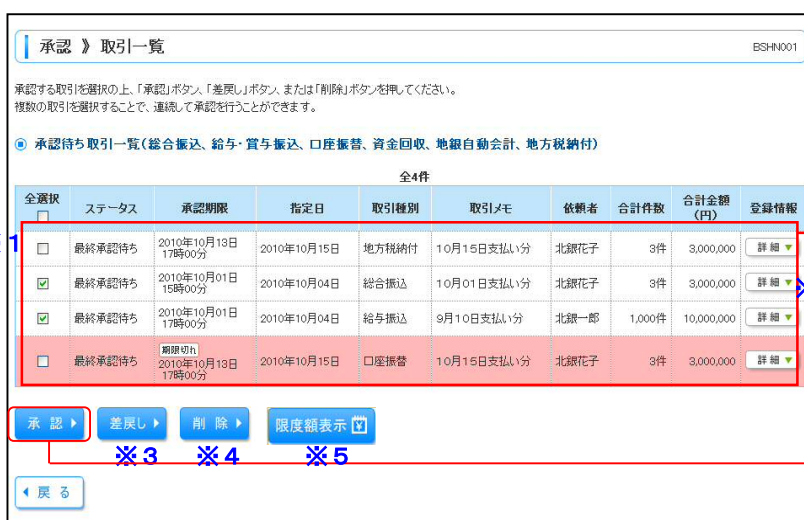 承認 》取引一覧
BSHN001
承認する取引を選択の上、「承認」ボタン、「差戻し」ボタン、または「削除」ボタンを押してください。
複数の取引を選択することで、連続して承認を行うことができます。
承認待ち取引一覧(総合振込、給与・賞与振込、口座振替、資金回収、地銀自動会計、地方税納付)
全4件
全選択 ステータス 承認期限 指定日 取引種別 取引メモ 依頼者 合計件数 合計金額(円) 登録情報
1
最終承認待ち 2010年10月13日 17時00分 2010年10月15日 地方税納付 10月15日支払い分 北銀花子 3件 3,000,000 詳細▼
最終承認待ち 2010年10月01日 15時00分 2010年10月04日 総合振込 10月01日支払い分 北銀花子 3件 3,000,000 詳細▼
※
最終承認待ち 2010年10月01日 17時00分 2010年10月04日 給与振込 9月10日支払い分 北銀一郎 1,000件 10,000,000 詳細▼
最終承認待ち 期限切れ 2010年10月13日 17時00分 2010年10月15日 口座振替 10月15日支払い分 北銀花子 3件 3,000,000 詳細▼
承 認 差戻し 削 除 限度額表示 ¥
※3 ※4 ※5
戻 る